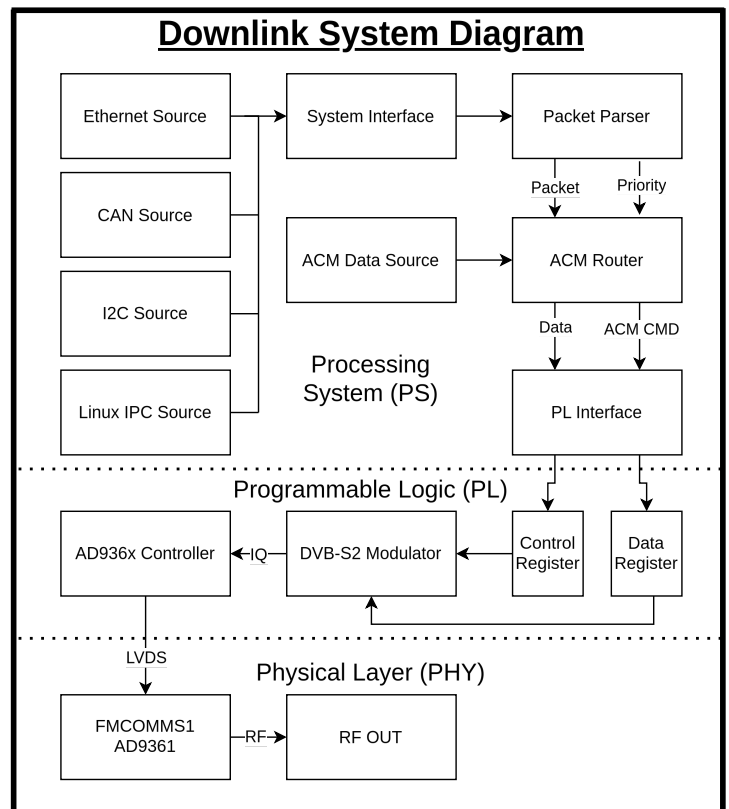 Downlink System Diagram
Ethernet Source
System Interface
Packet Parser
Packet
Priority
CAN Source
ACM Data Source
ACM Router
I2C Source
Data
ACM CMD
Processing
System (PS)
Linux IPC Source
PL Interface
Programmable Logic (PL)
AD936x Controller
IQ
DVB-S2 Modulator
Control
Register
Data
Register
LVDS
Physical Layer (PHY)
FMCOMMS1
AD9361
RF
RF OUT